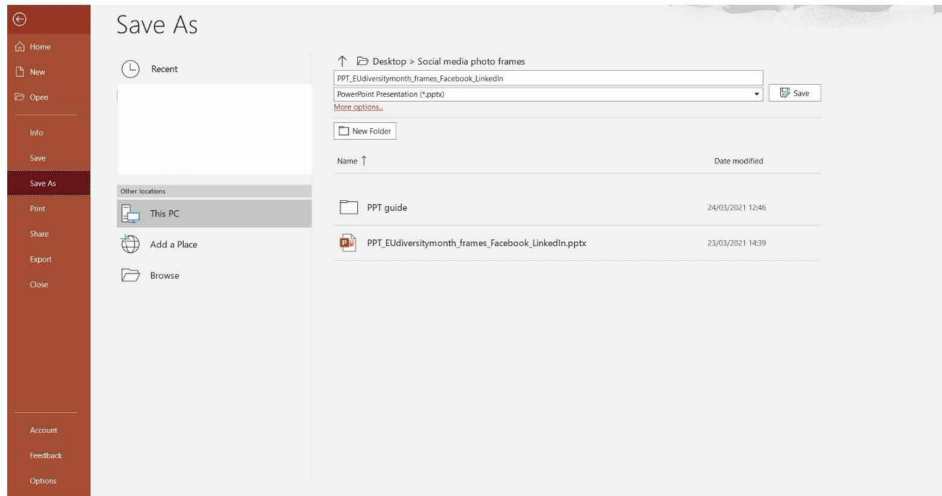 Save As
Home
New
Open
Info
Save
Save As
Print
Share
Export
Close
Account
Feedback
Options
Recent
Other locations
This PC
Add a Place
Browse
Desktop > Social media photo frames
PPT_EUdiversitymonth_frames_Facebook_LinkedIn
PowerPoint Presentation (*.pptx)
Save
More options...
New Folder
Name ↑ Date modified
PPT guide 24/03/2021 12:46
PPT_EUdiversitymonth_frames_Facebook_LinkedIn.pptx 23/03/2021 14:39